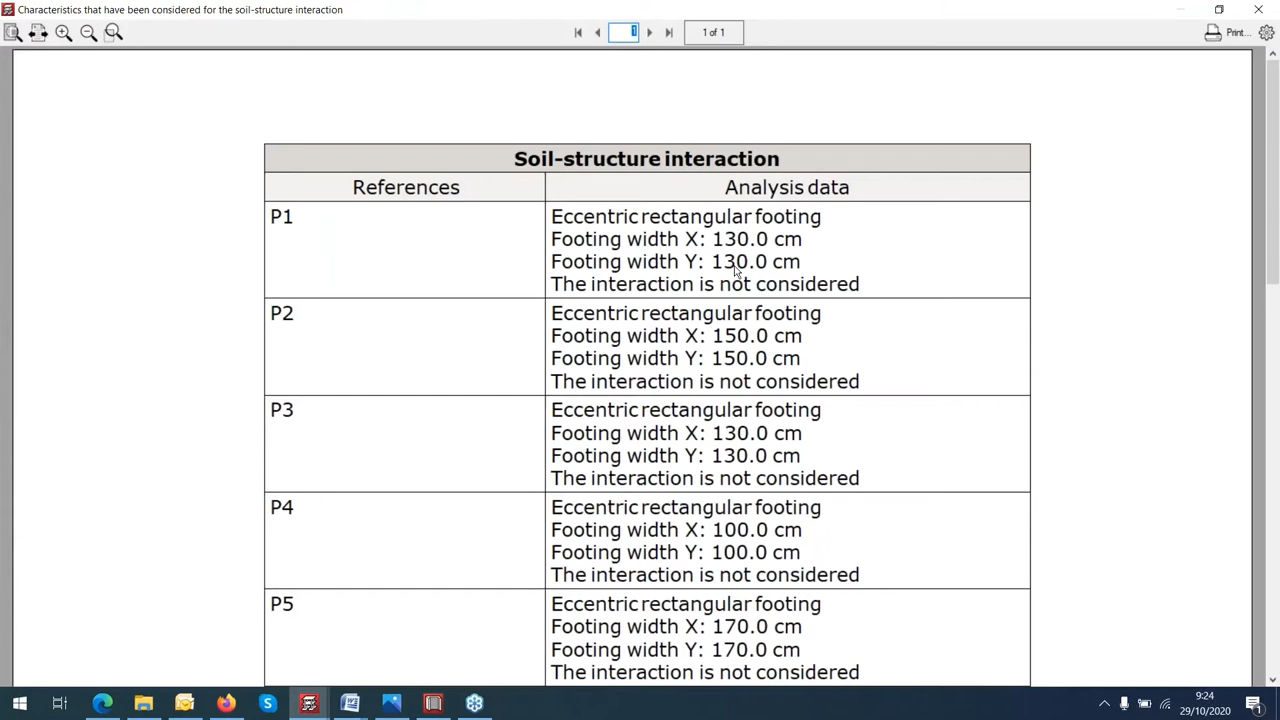 Characteristics that have been considered for the soil-structure interaction
1
1 of 1
Print...
Soil-structure interaction
References
Analysis data
P1
Eccentric rectangular footing
Footing width X: 130.0 cm
Footing width Y: 130.0 cm
The interaction is not considered
P2
Eccentric rectangular footing
Footing width X: 150.0 cm
Footing width Y: 150.0 cm
The interaction is not considered
P3
Eccentric rectangular footing
Footing width X: 130.0 cm
Footing width Y: 130.0 cm
The interaction is not considered
P4
Eccentric rectangular footing
Footing width X: 100.0 cm
Footing width Y: 100.0 cm
The interaction is not considered
P5
Eccentric rectangular footing
Footing width X: 170.0 cm
Footing width Y: 170.0 cm
The interaction is not considered
9:24
29/10/2020